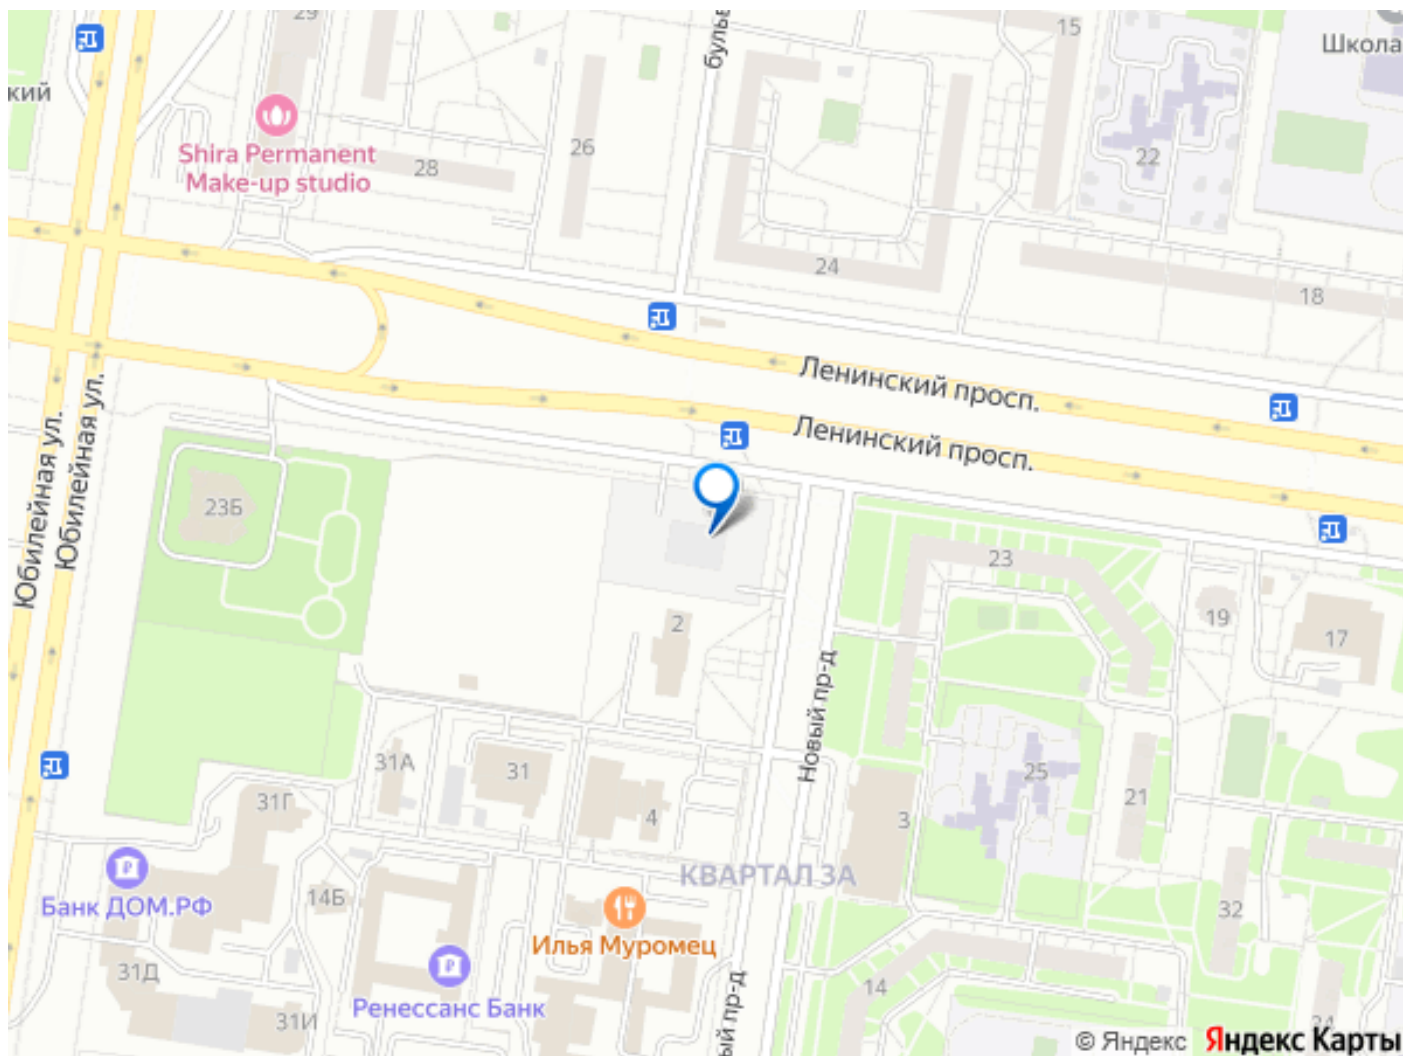 29
15
Школа
бульв
кий
Shira Permanent
Make-up studio
28
26
22
24
18
Ленинский просп.
Ленинский просп.
Юбилейная ул.
Юбилейная ул.
23Б
23
19
17
2
Новый пр-д
31А
31
25
21
31Г
4
3
КВАРТАЛ 3А
Банк ДОМ.РФ
14Б
Илья Муромец
32
31Д
Ренессанс Банк
14
31И
ый пр-д
24
© Яндекс Яндекс Карты